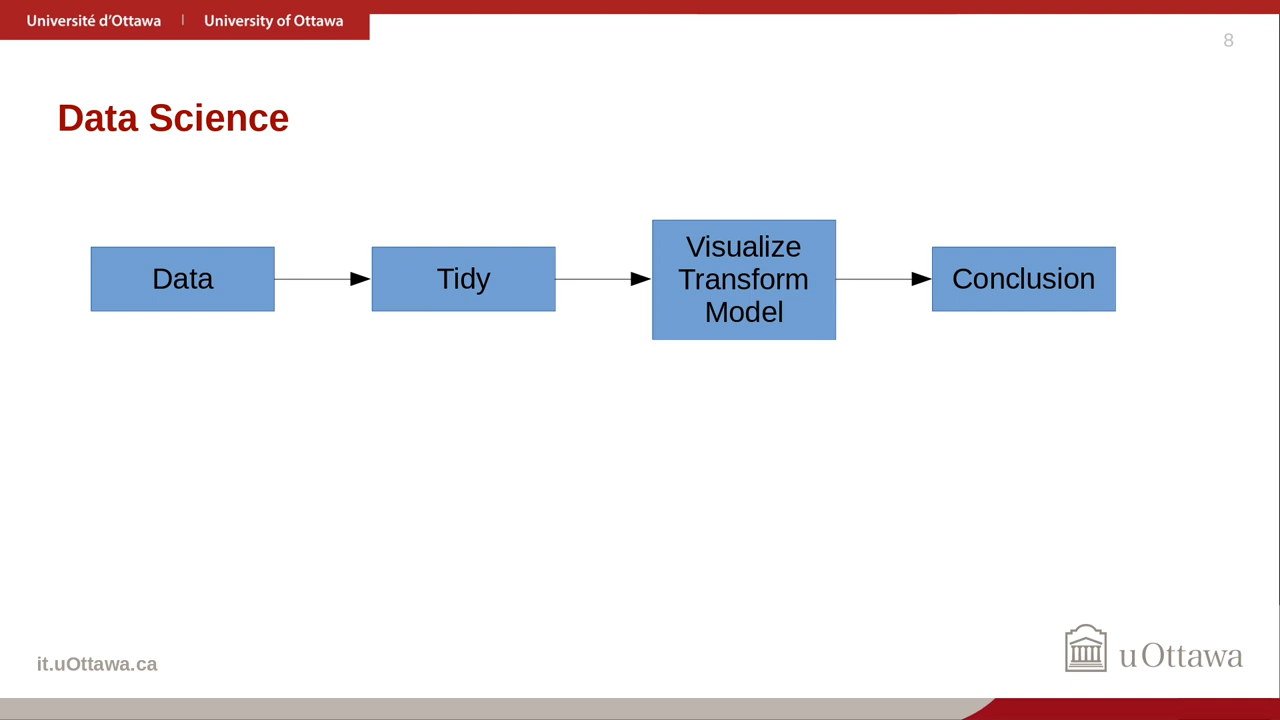 Université d'Ottawa | University of Ottawa
8
Data Science
Data
Tidy
Visualize
Transform
Model
Conclusion
it.uOttawa.ca
uOttawa